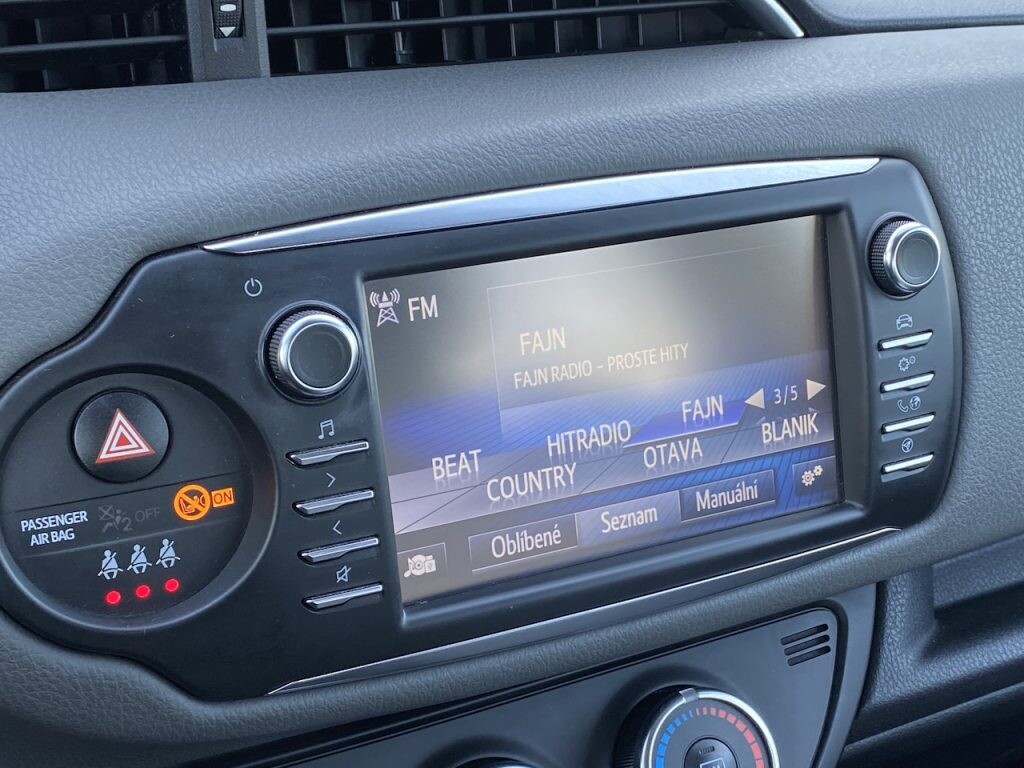 FM
FAJN
FAJN RADIO - PROSTE HITY
3/5
BEAT HITRADIO FAJN
COUNTRY OTAVA BLANIK
Oblíbené Seznam Manuální
PASSENGER
AIR BAG
2 OFF
ON